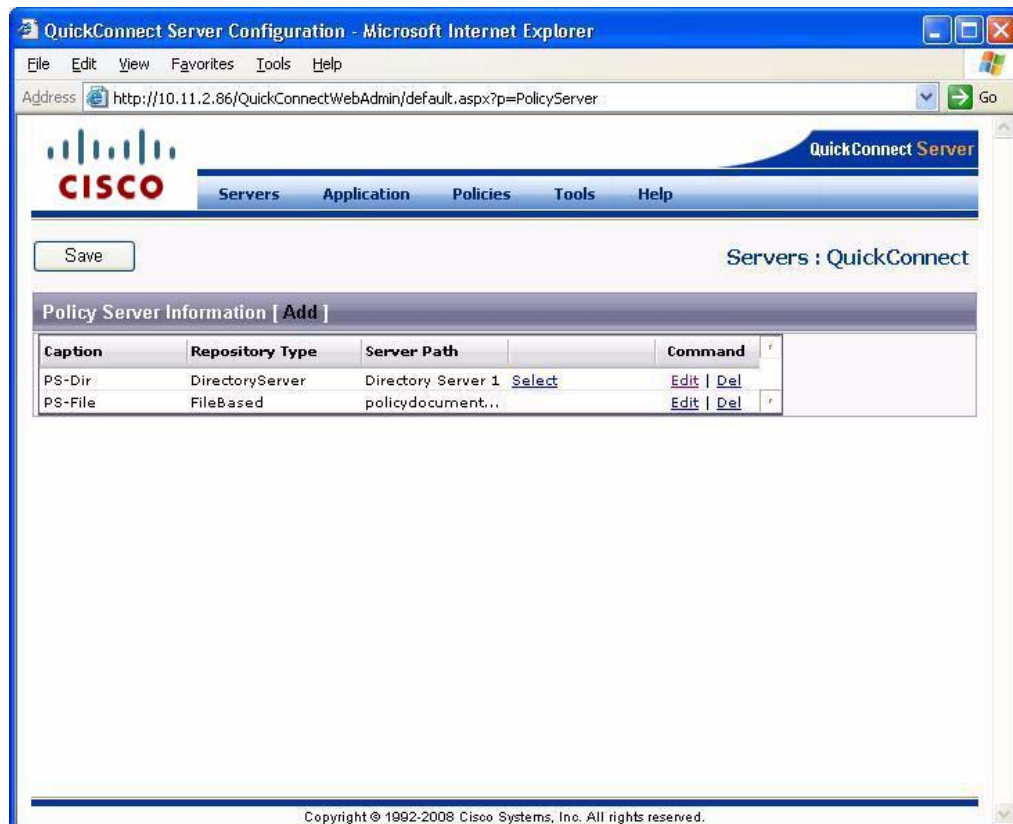 QuickConnect Server Configuration - Microsoft Internet Explorer
File Edit View Favorites Tools Help
Address http://10.11.2.86/QuickConnectWebAdmin/default.aspx?p=PolicyServer Go
QuickConnect Server
CISCO
Servers Application Policies Tools Help
Save
Servers : QuickConnect
Policy Server Information [ Add ]
Caption Repository Type Server Path Command
PS-Dir DirectoryServer Directory Server 1 Select Edit | Del
PS-File FileBased policydocument... Edit | Del
Copyright © 1992-2008 Cisco Systems, Inc. All rights reserved.